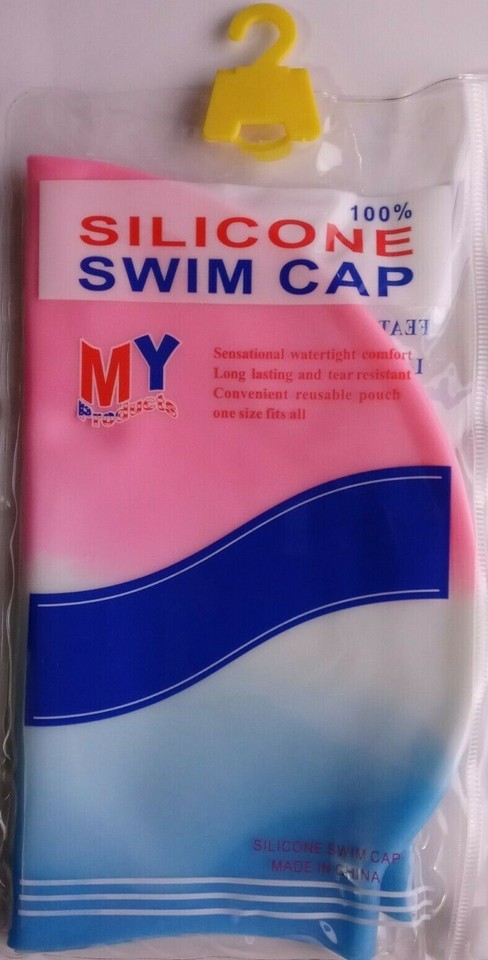 100%
SILICONE
SWIM CAP
MY
Products
Sensational watertight comfort
Long lasting and tear resistant
Convenient reusable pouch
one size fits all
FEAT
SILICONE SWIM CAP
MADE IN CHINA